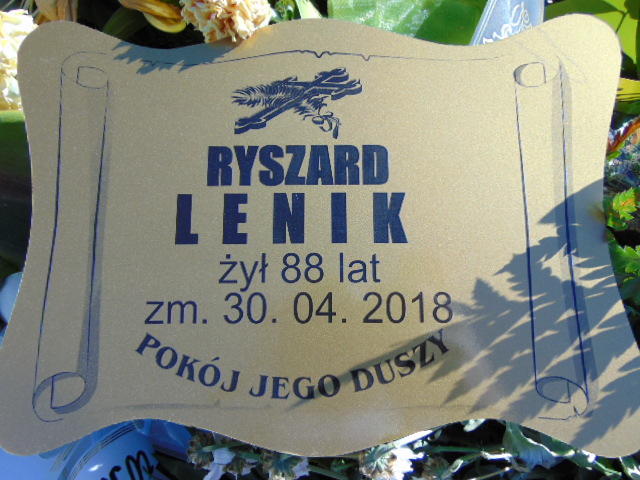 RYSZARD
LENIK
żył 88 lat
zm. 30. 04. 2018
POKÓJ JEGO DUSZY